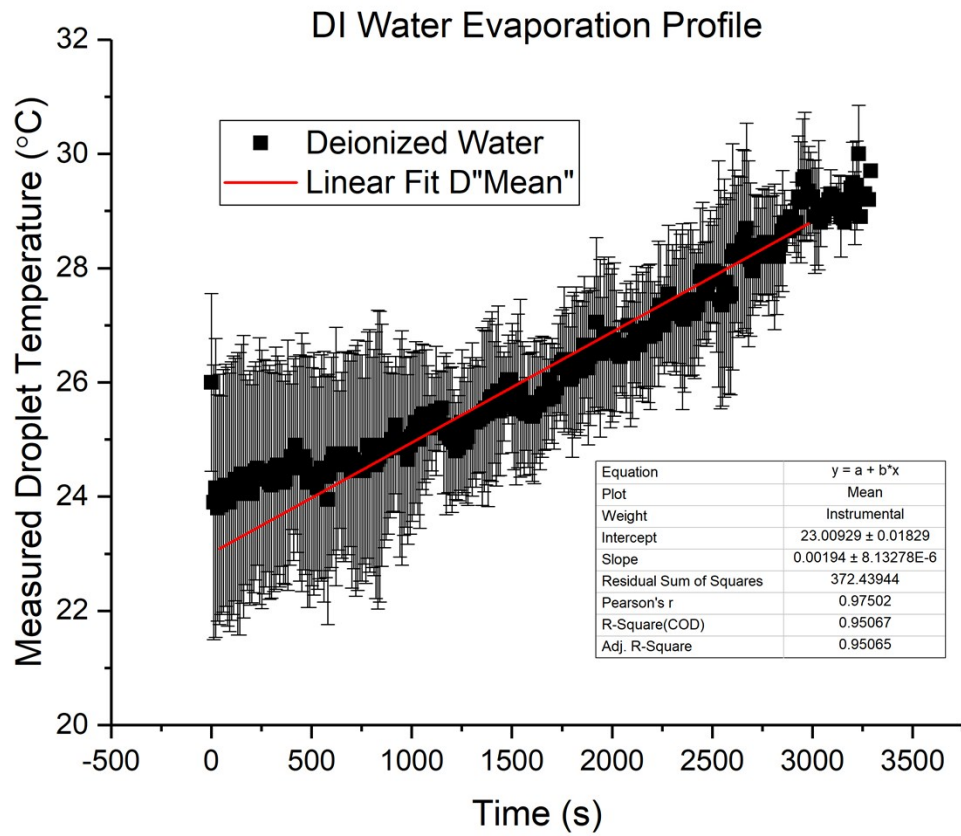 DI Water Evaporation Profile
32
30
28
26
24
22
20
Measured Droplet Temperature (°C)
Deionized Water
Linear Fit D"Mean"
Equation y = a + b*x
Plot Mean
Weight Instrumental
Intercept 23.00929 ± 0.01829
Slope 0.00194 ± 8.13278E-6
Residual Sum of Squares 372.43944
Pearson's r 0.97502
R-Square(COD) 0.95067
Adj. R-Square 0.95065
-500 0 500 1000 1500 2000 2500 3000 3500
Time (s)